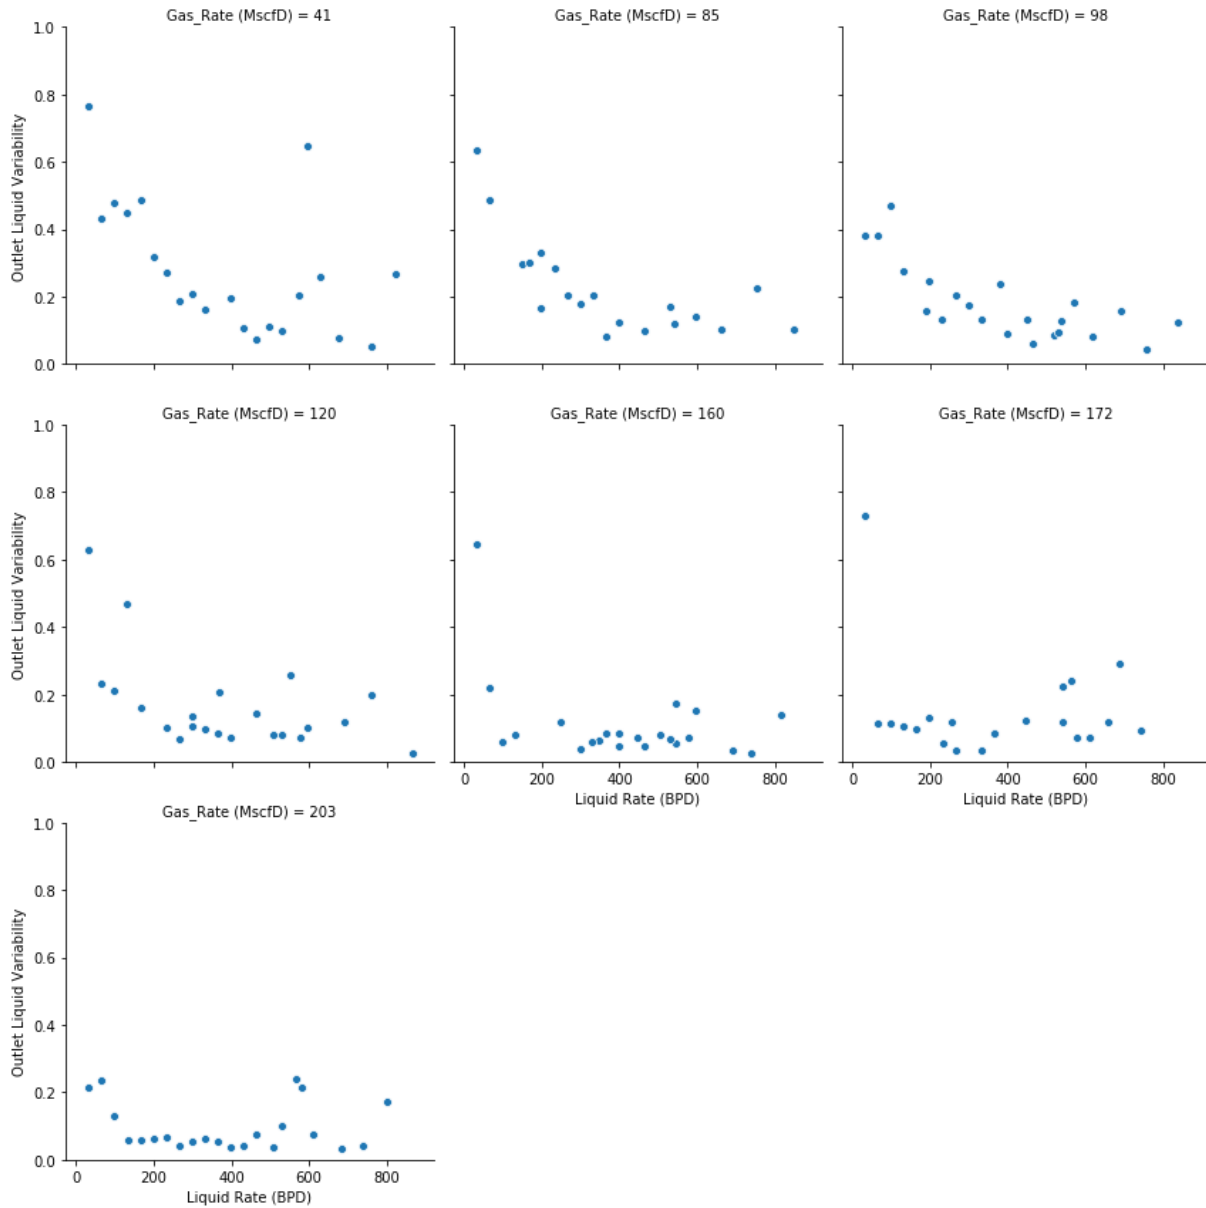 Gas_Rate (MscfD) = 41
Gas_Rate (MscfD) = 85
Gas_Rate (MscfD) = 98
1.0
0.8
0.6
0.4
0.2
0.0
Outlet Liquid Variability
Gas_Rate (MscfD) = 120
Gas_Rate (MscfD) = 160
Gas_Rate (MscfD) = 172
1.0
0.8
0.6
0.4
0.2
0.0
Outlet Liquid Variability
0 200 400 600 800
Liquid Rate (BPD)
0 200 400 600 800
Liquid Rate (BPD)
Gas_Rate (MscfD) = 203
1.0
0.8
0.6
0.4
0.2
0.0
Outlet Liquid Variability
0 200 400 600 800
Liquid Rate (BPD)